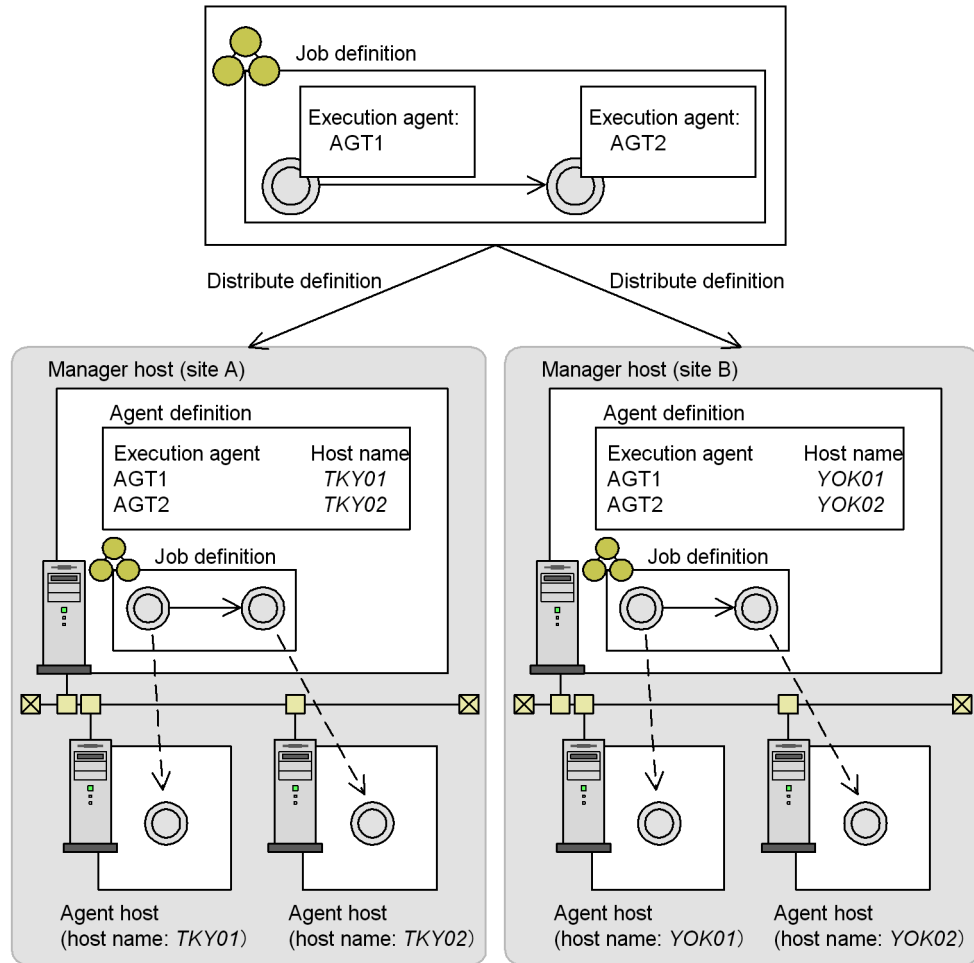 Job definition
Execution agent:
AGT1
Execution agent:
AGT2
Distribute definition
Distribute definition
Manager host (site A)
Agent definition
Execution agent Host name
AGT1 TKY01
AGT2 TKY02
Job definition
Agent host
(host name: TKY01)
Agent host
(host name: TKY02)
Manager host (site B)
Agent definition
Execution agent Host name
AGT1 YOK01
AGT2 YOK02
Job definition
Agent host
(host name: YOK01)
Agent host
(host name: YOK02)